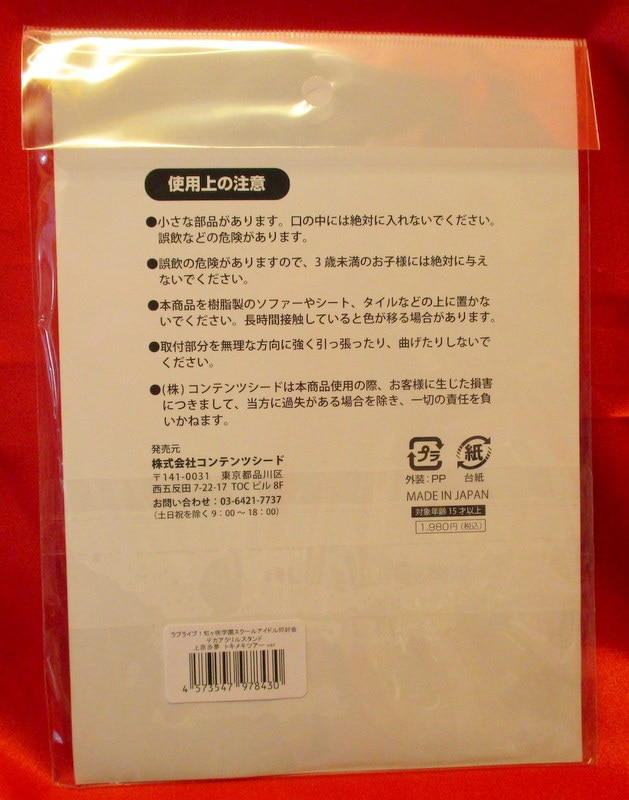 使用上の注意
●小さな部品があります。口の中には絶対に入れないでください。
誤飲などの危険があります。
●誤飲の危険がありますので、3歳未満のお子様には絶対に与え
ないでください。
●本商品を樹脂製のソファーやシート、タイルなどの上に置かな
いでください。長時間接触していると色が移る場合があります。
●取付部分を無理な方向に強く引っ張ったり、曲げたりしないで
ください。
●(株)コンテンツシードは本商品使用の際、お客様に生じた損害
につきまして、当方に過失がある場合を除き、一切の責任を負
いかねます。
発売元
株式会社コンテンツシード
〒141-0031 東京都品川区
西五反田 7-22-17 TOCビル 8F
お問い合わせ:03-6421-7737
(土日祝を除く 9:00~18:00)
プラ
外装:PP
紙
台紙
MADE IN JAPAN
対象年齢 15才以上
1,980円(税込)
ラブライブ!虹ヶ咲学園スクールアイドル同好会
デカアクリルスタンド
上原歩夢 トキメキツアー ver
4 573547 978430